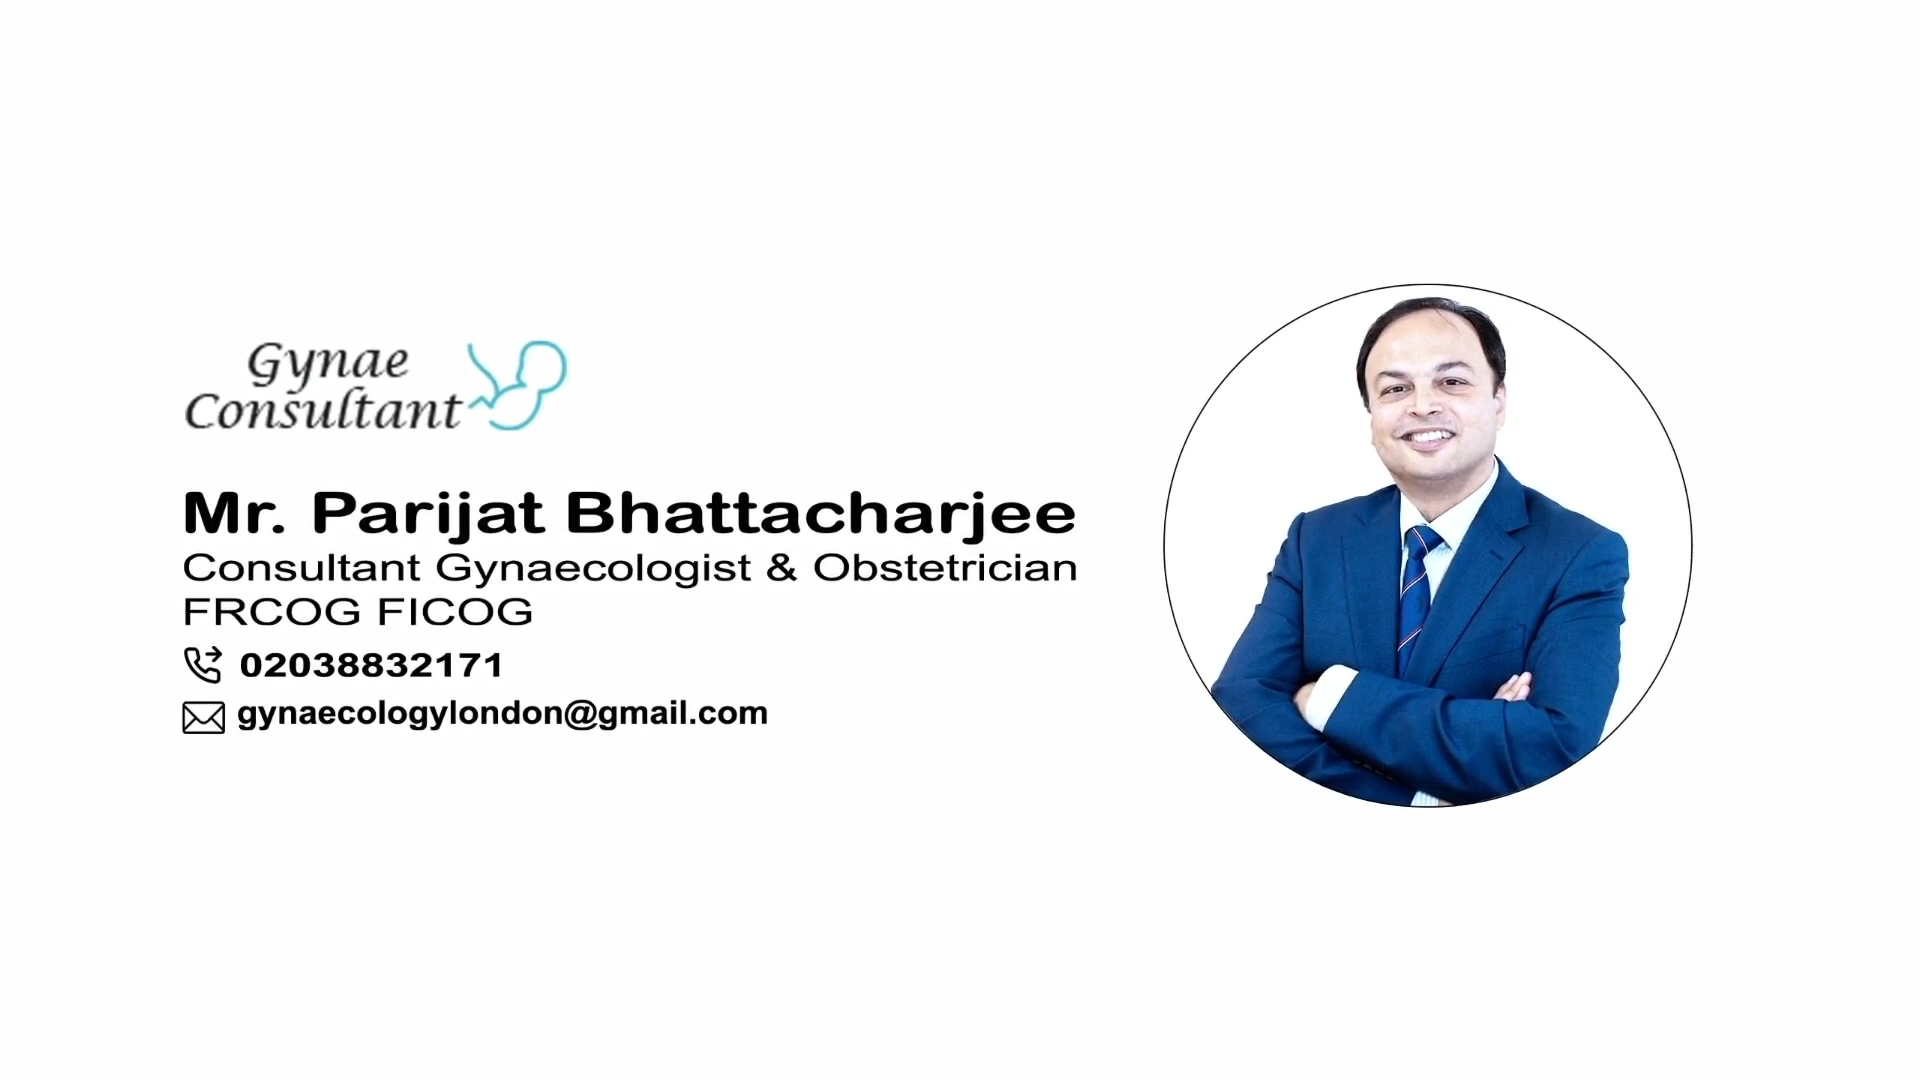 Gynae
Consultant
Mr. Parijat Bhattacharjee
Consultant Gynaecologist & Obstetrician
FRCOG FICOG
02038832171
gynaecologylondon@gmail.com